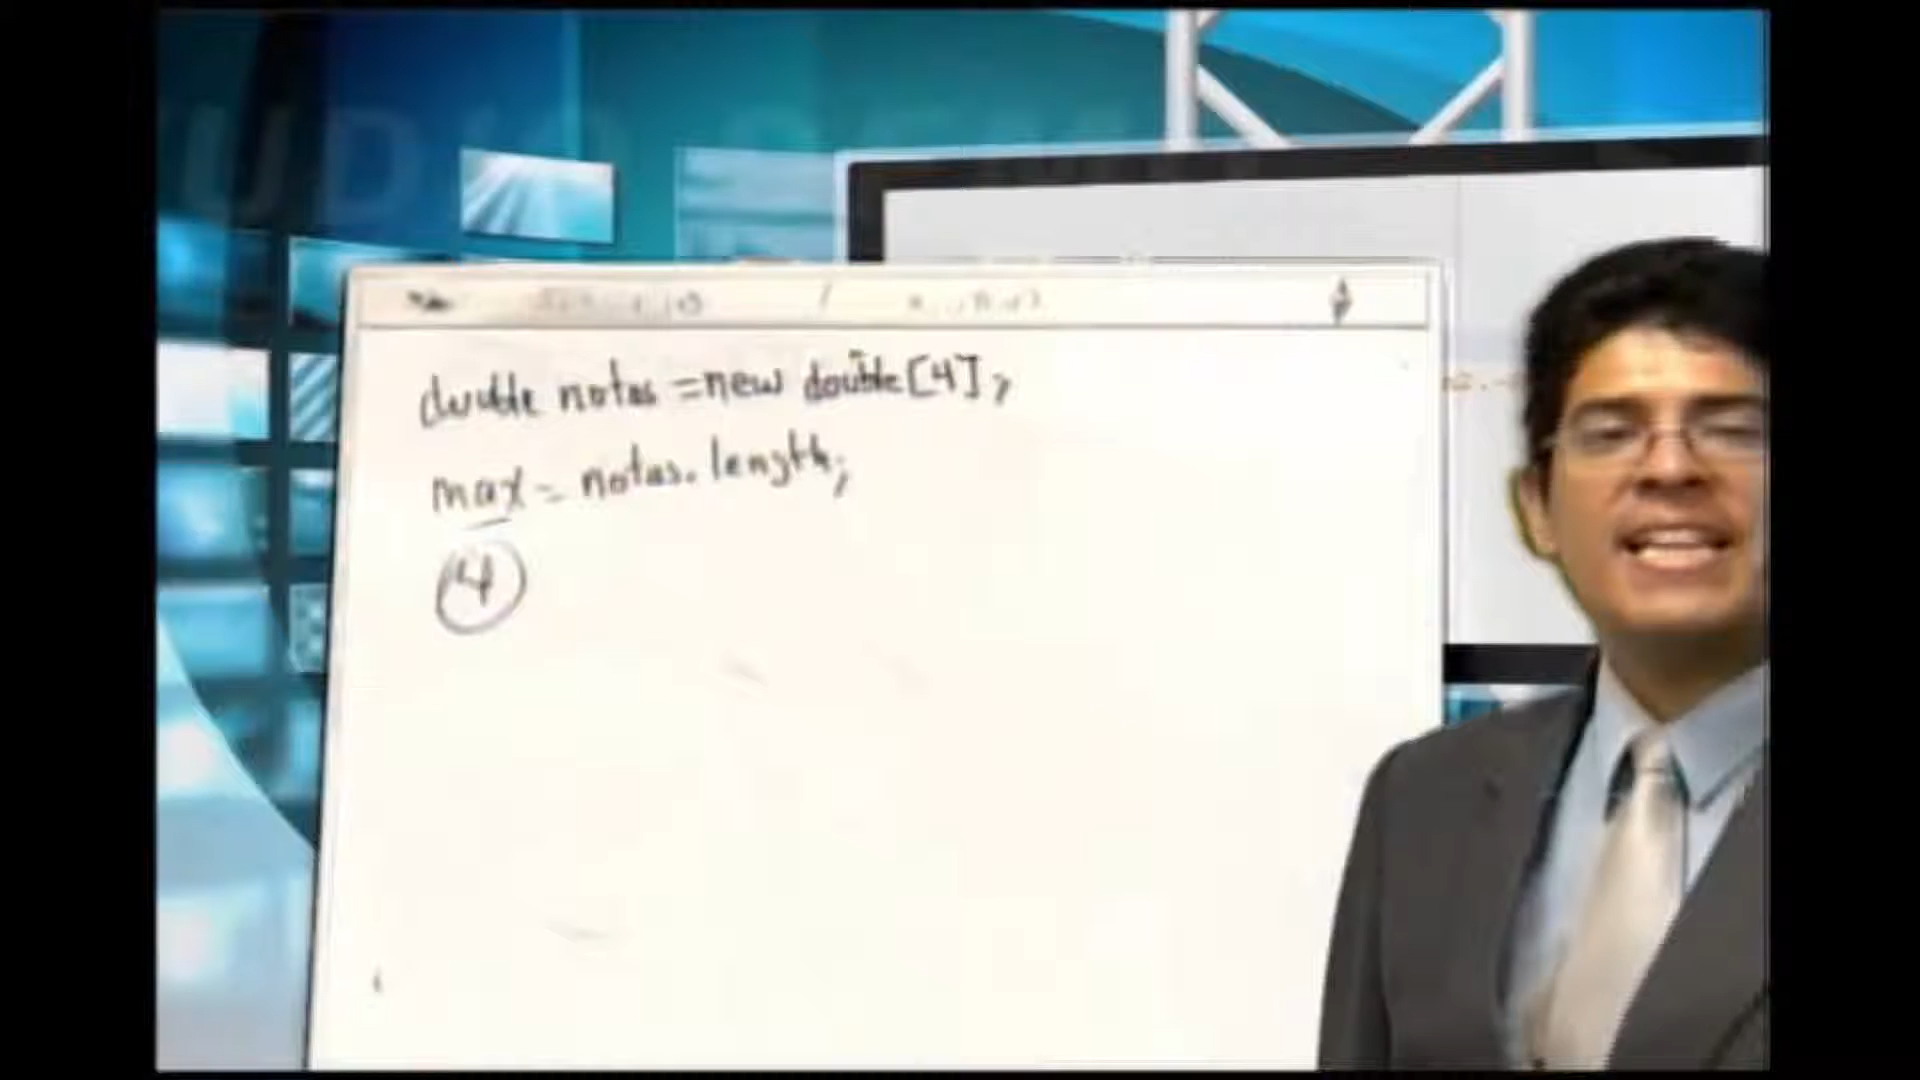 double notas = new double[4];
max = notas.length;
4